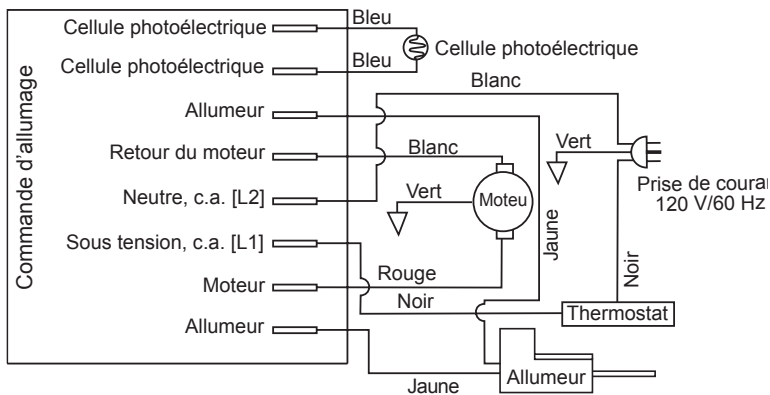 Commande d'allumage
Cellule photoélectrique
Cellule photoélectrique
Allumeur
Retour du moteur
Neutre, c.a. [L2]
Sous tension, c.a. [L1]
Moteur
Allumeur
Bleu
Bleu
Cellule photoélectrique
Blanc
Blanc
Vert
Moteu
Vert
Prise de couran
120 V/60 Hz
Jaune
Noir
Rouge
Noir
Thermostat
Jaune
Allumeur